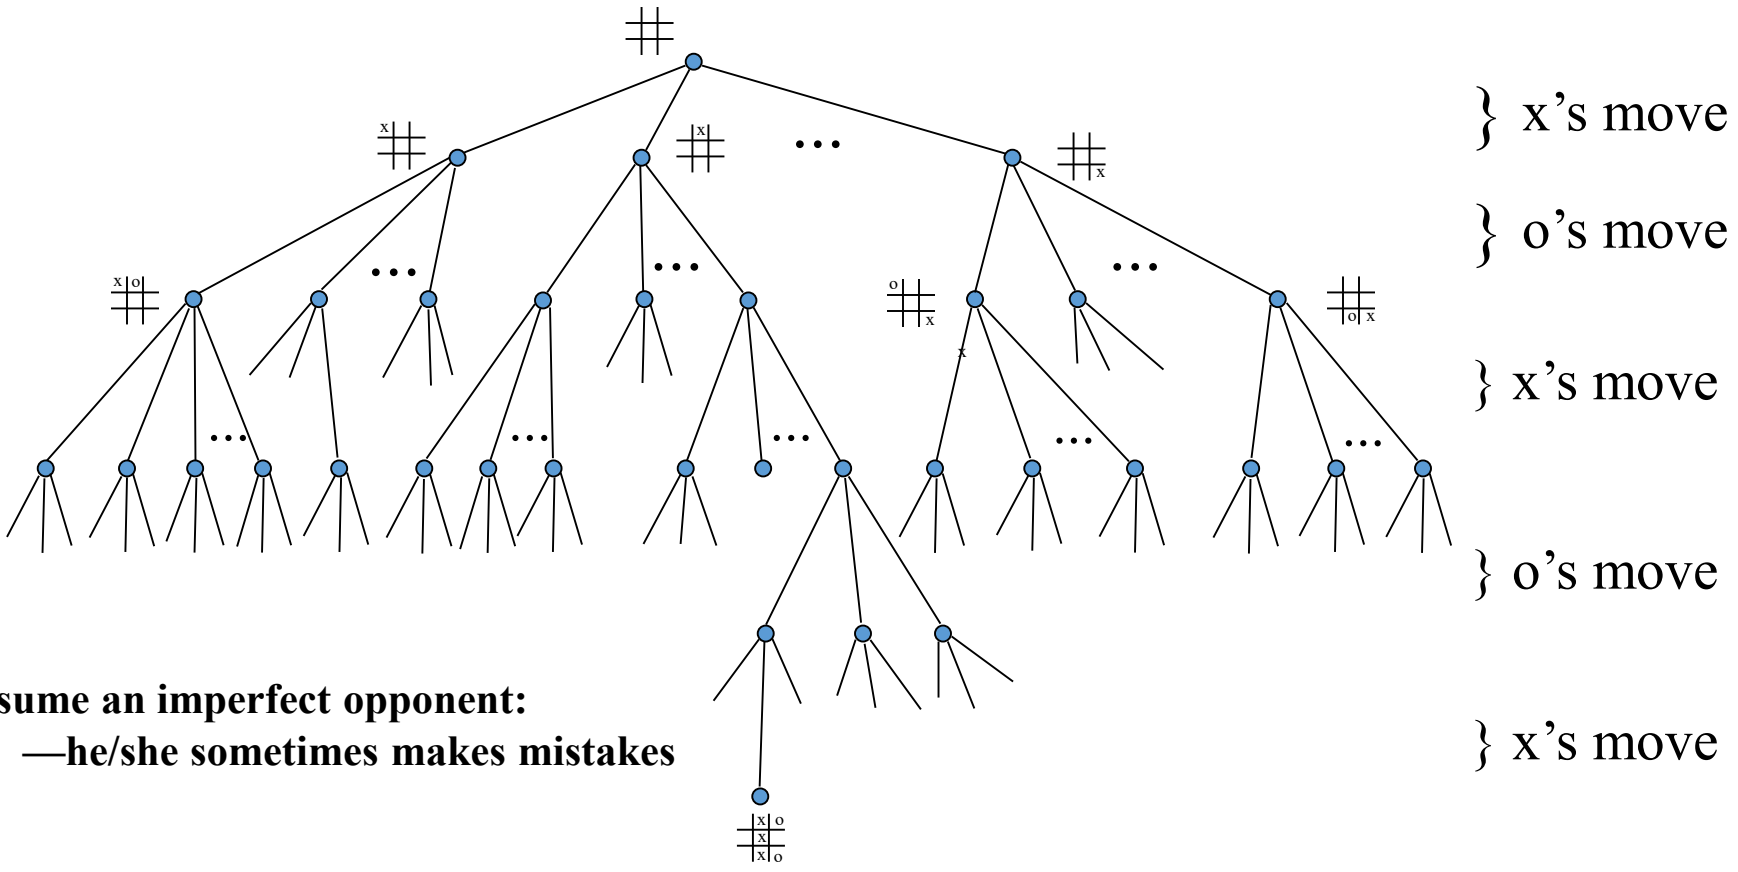 x
x
...
x
} x's move
} o's move
x o
...
...
o
x
...
o x
x
} x's move
...
...
...
...
...
} o's move
sume an imperfect opponent:
—he/she sometimes makes mistakes
} x's move
x o
x
x o